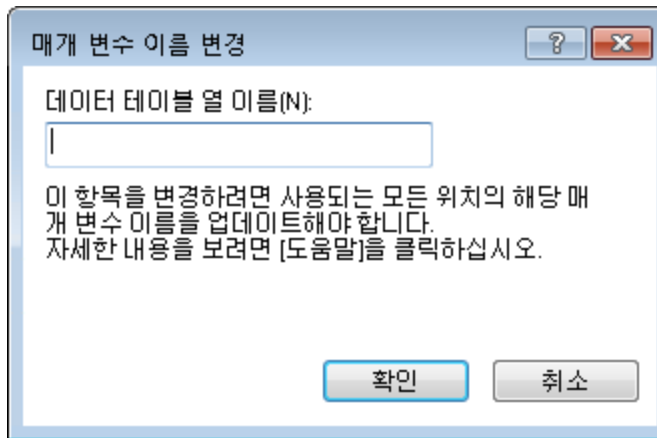 매개 변수 이름 변경
데이터 테이블 열 이름(N):
이 항목을 변경하려면 사용되는 모든 위치의 해당 매
개 변수 이름을 업데이트해야 합니다.
자세한 내용을 보려면 [도움말]을 클릭하십시오.
확인
취소